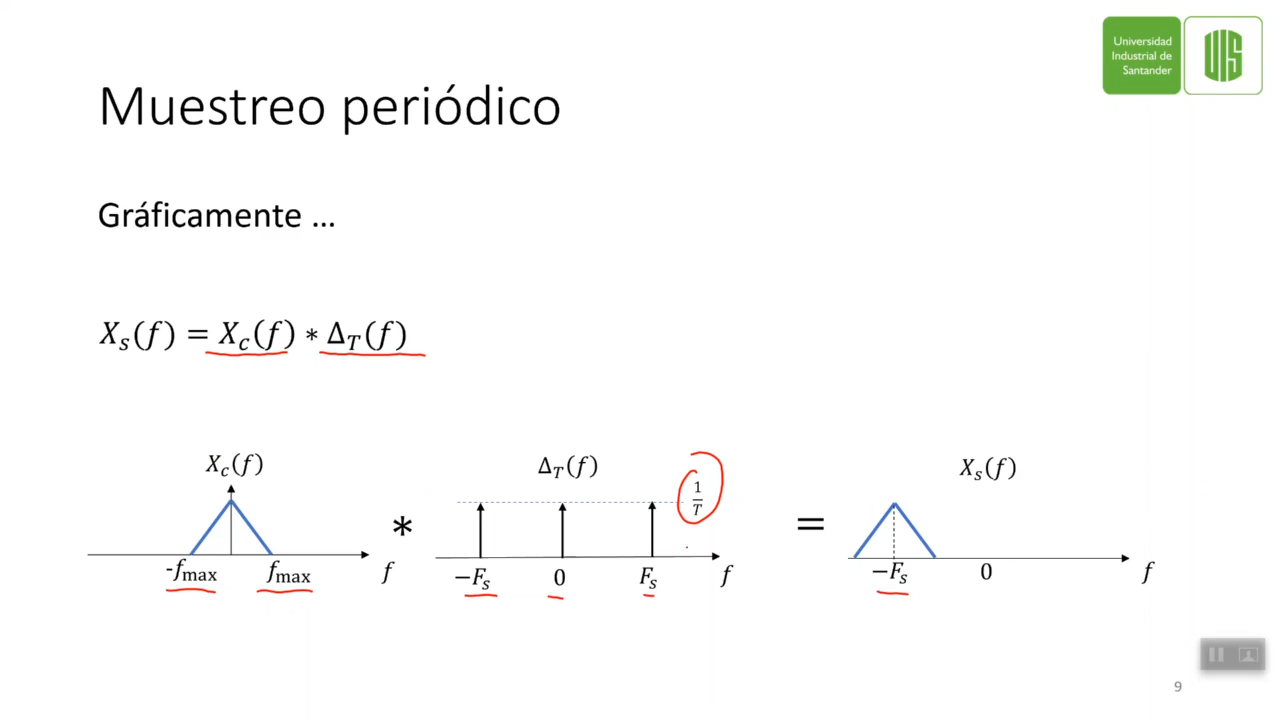 Universidad
Industrial de
Santander
UIS
Muestreo periódico
Gráficamente ...
X_s(f) = X_c(f) * Δ_T(f)
X_c(f)
-f_max
f_max
f
*
Δ_T(f)
1/T
−F_s
0
F_s
f
=
X_s(f)
−F_s
0
f
9